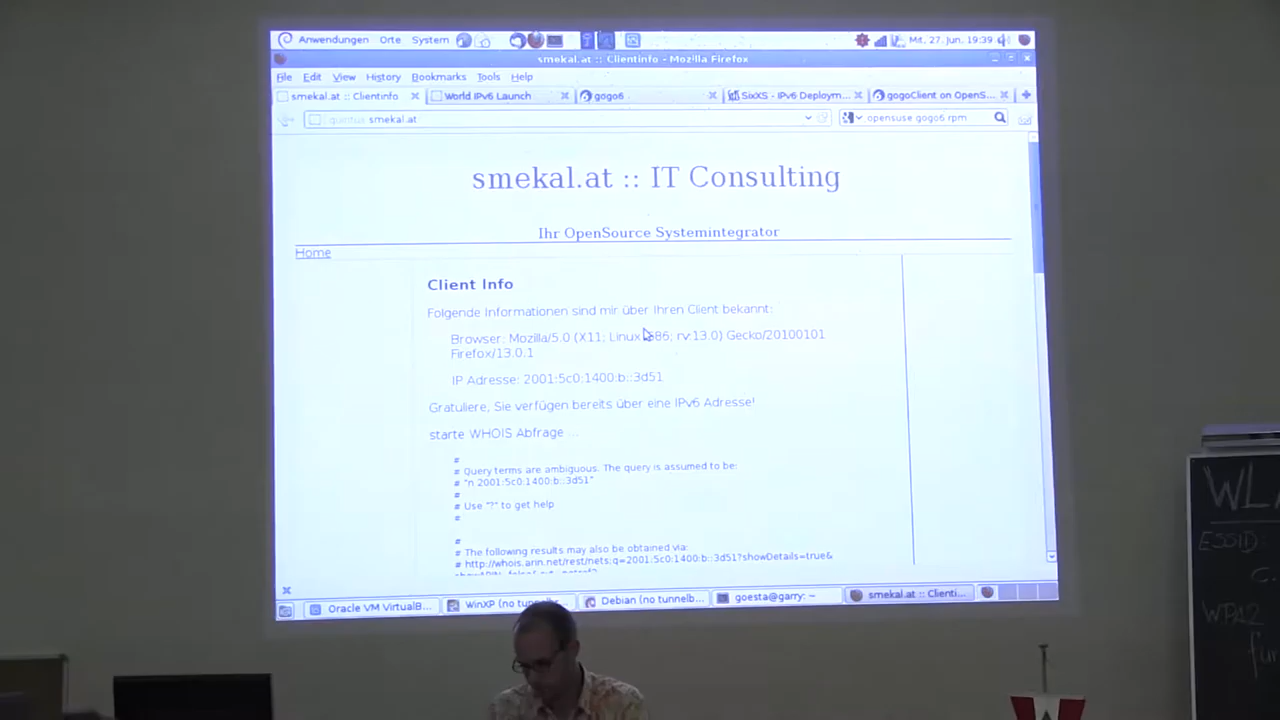 Anwendungen Orte System Mit, 27. Jun, 19:39
smekal.at :: Clientinfo - Mozilla Firefox
File Edit View History Bookmarks Tools Help
smekal.at :: Clientinfo World IPv6 Launch gogo6 SixXS - IPv6 Deploym... gogoClient on OpenS...
smekal.at opensuse gogo6 rpm
smekal.at :: IT Consulting
Ihr OpenSource Systemintegrator
Home
Client Info
Folgende Informationen sind mir über Ihren Client bekannt:
Browser: Mozilla/5.0 (X11; Linux rv:13.0) Gecko/20100101
Firefox/13.0.1
IP Adresse: 2001:5c0:1400:b::3d51
Gratuliere, Sie verfügen bereits über eine IPv6 Adresse!
starte WHOIS Abfrage ...
#
# Query terms are ambiguous. The query is assumed to be:
# "n 2001:5c0:1400:b::3d51"
#
# Use "?" to get help
#
#
# The following results may also be obtained via:
# http://whois.arin.net/rest/nets;q=2001:5c0:1400:b::3d51?showDetails=true&
Oracle VM VirtualB... WinXP (no tunnelb... Debian (no tunnelb... goesta@garry: ~ smekal.at :: Clienti...
ESSID:
WPA2